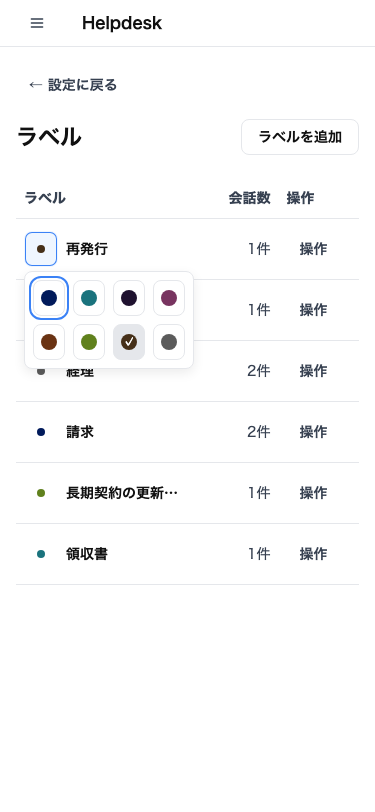 Helpdesk
← 設定に戻る
ラベル
ラベルを追加
ラベル 会話数 操作
再発行 1件 操作
1件 操作
経理 2件 操作
請求 2件 操作
長期契約の更新… 1件 操作
領収書 1件 操作